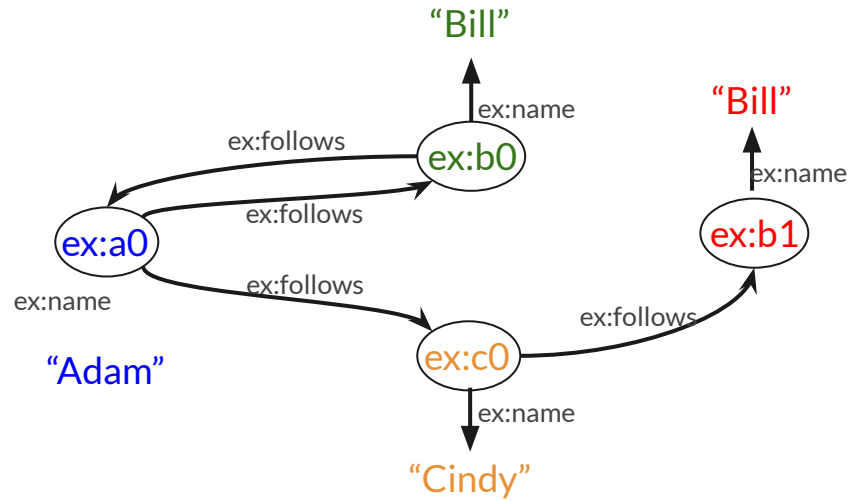 “Bill”
ex:name
“Bill”
ex:follows
ex:b0
ex:name
ex:follows
ex:a0
ex:b1
ex:follows
ex:name
ex:follows
ex:c0
“Adam”
ex:name
“Cindy”